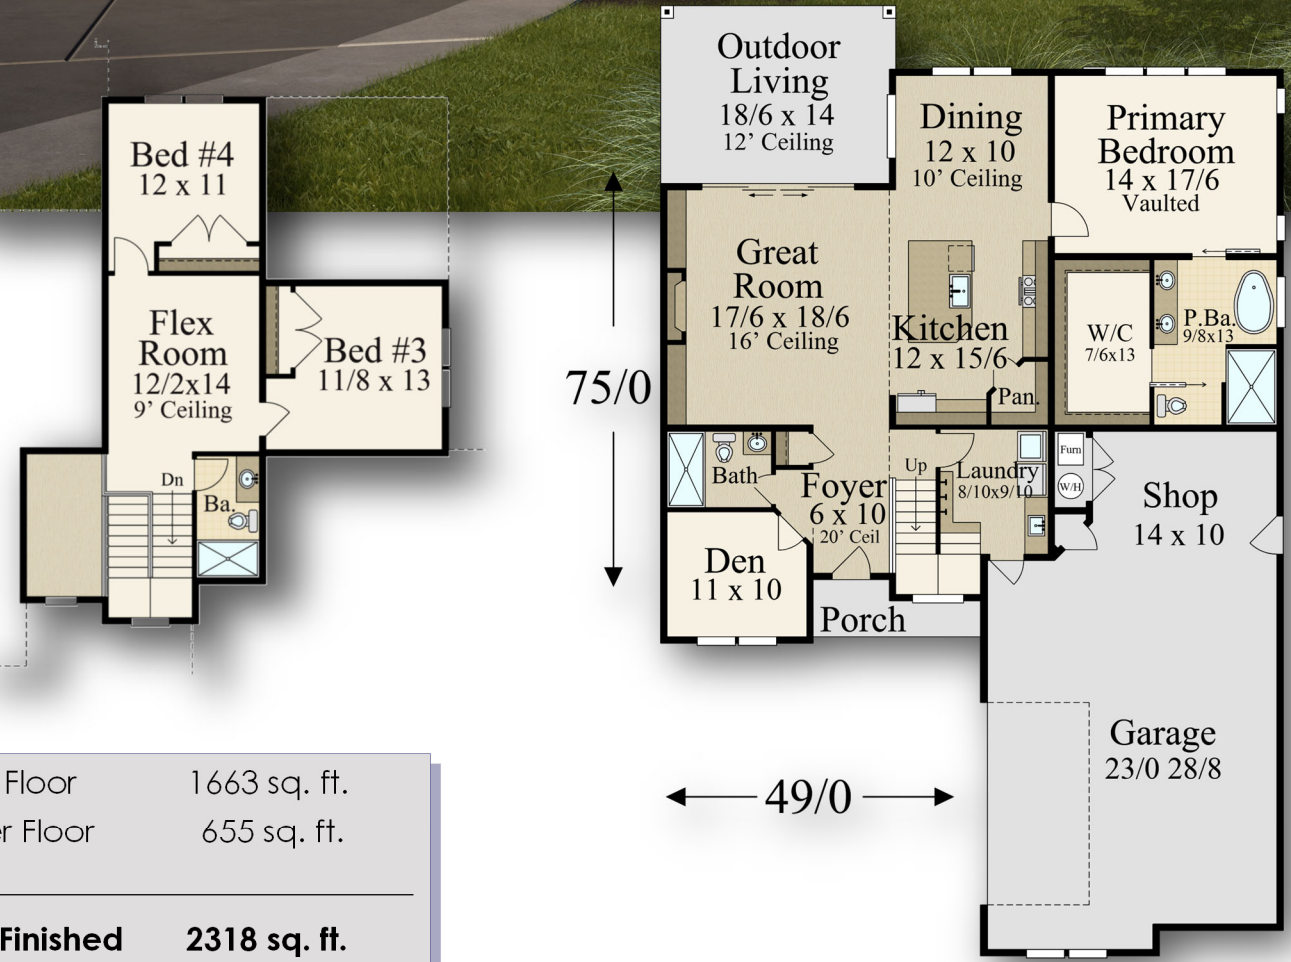 Bed #4
12 x 11
Flex
Room
12/2x14
9' Ceiling
Bed #3
11/8 x 13
Dn
Ba.
Outdoor
Living
18/6 x 14
12' Ceiling
Dining
12 x 10
10' Ceiling
Primary
Bedroom
14 x 17/6
Vaulted
Great
Room
17/6 x 18/6
16' Ceiling
Kitchen
12 x 15/6
Pan.
W/C
7/6x13
P.Ba.
9/8x13
75/0
Bath
Foyer
6 x 10
20' Ceil
Up
Laundry
8/10x9/10
Furn
W/H
Shop
14 x 10
Den
11 x 10
Porch
Garage
23/0 28/8
49/0
Floor 1663 sq. ft.
er Floor 655 sq. ft.
Finished 2318 sq. ft.